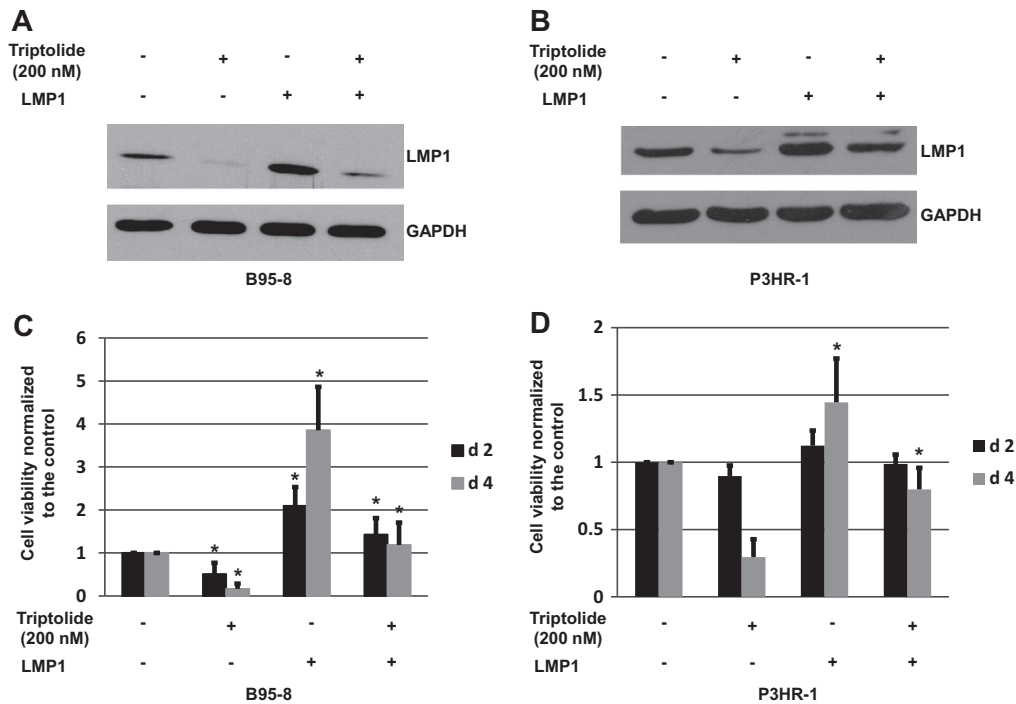 A
Triptolide
(200 nM)
- + - +
LMP1
- - + +
LMP1
GAPDH
B95-8
B
Triptolide
(200 nM)
- + - +
LMP1
- - + +
LMP1
GAPDH
P3HR-1
C
Cell viability normalized
to the control
6
5
4
3
2
1
0
* * * * * *
d 2
d 4
Triptolide
(200 nM)
- + - +
LMP1
- - + +
B95-8
D
Cell viability normalized
to the control
2
1.5
1
0.5
0
* *
d 2
d 4
Triptolide
(200 nM)
- + - +
LMP1
- - + +
P3HR-1